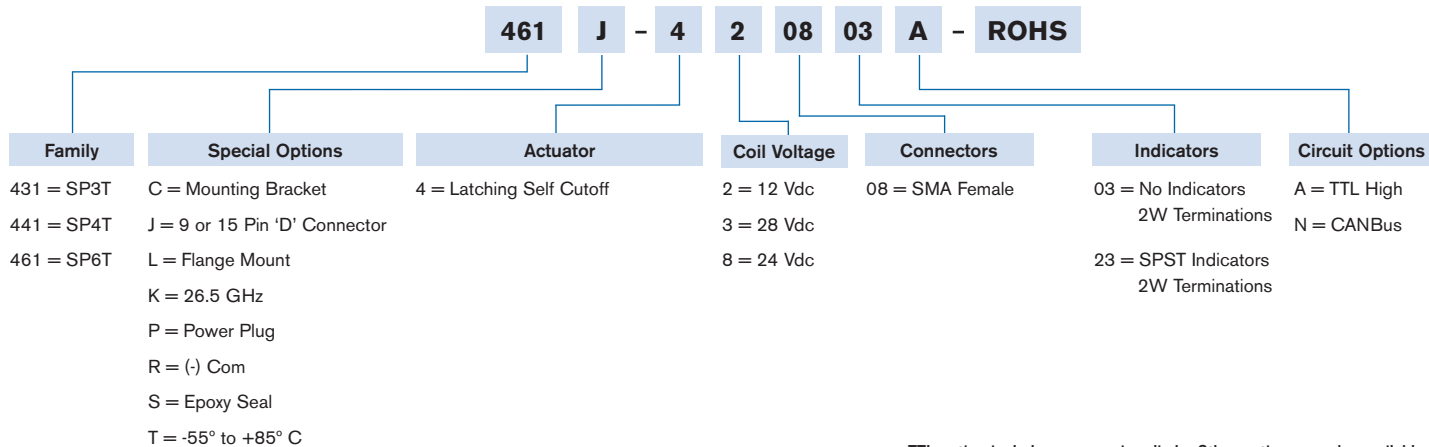 461 J – 4 2 08 03 A – ROHS
Family
431 = SP3T
441 = SP4T
461 = SP6T
Special Options
C = Mounting Bracket
J = 9 or 15 Pin ‘D’ Connector
L = Flange Mount
K = 26.5 GHz
P = Power Plug
R = (-) Com
S = Epoxy Seal
T = -55º to +85º C
Actuator
4 = Latching Self Cutoff
Coil Voltage
2 = 12 Vdc
3 = 28 Vdc
8 = 24 Vdc
Connectors
08 = SMA Female
Indicators
03 = No Indicators
2W Terminations
23 = SPST Indicators
2W Terminations
Circuit Options
A = TTL High
N = CANBus